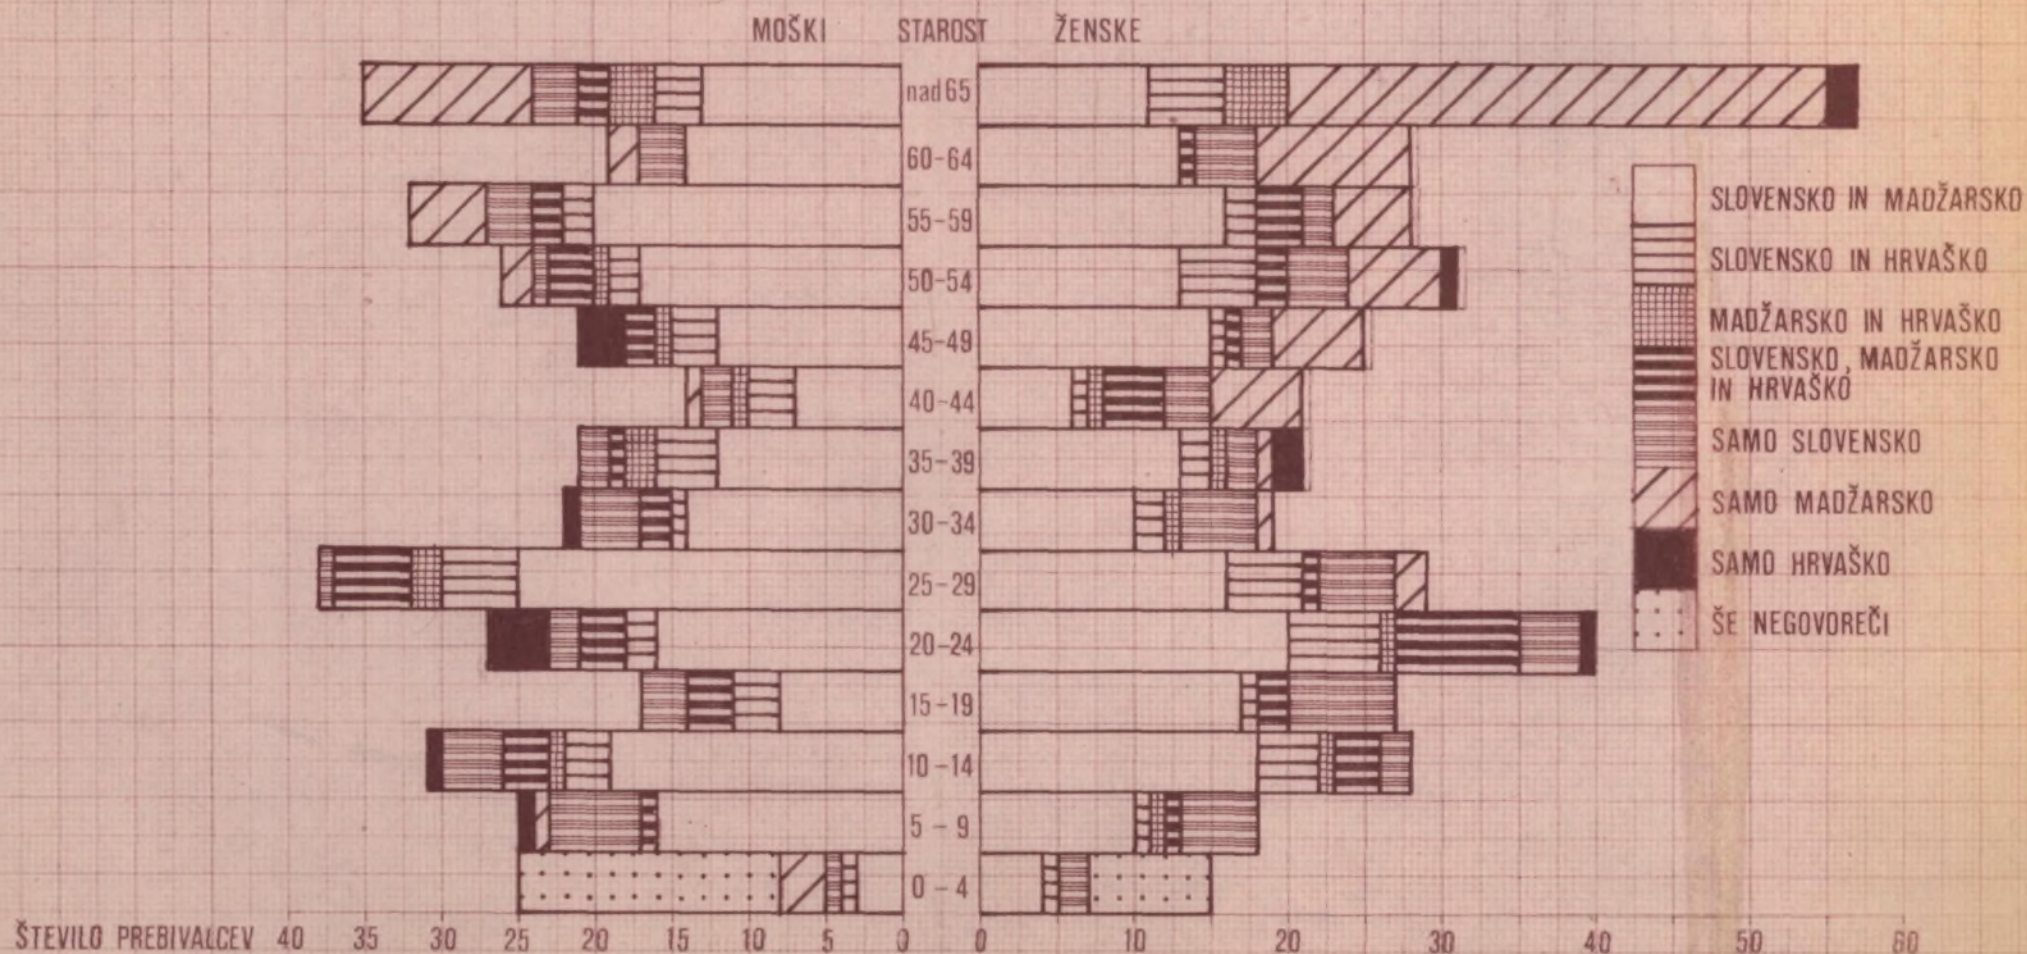 MOŠKI STAROST ŽENSKE
nad 65
60-64
55-59
50-54
45-49
40-44
35-39
30-34
25-29
20-24
15-19
10-14
5-9
0-4
SLOVENSKO IN MADŽARSKO
SLOVENSKO IN HRVAŠKO
MADŽARSKO IN HRVAŠKO
SLOVENSKO, MADŽARSKO
IN HRVAŠKO
SAMO SLOVENSKO
SAMO MADŽARSKO
SAMO HRVAŠKO
ŠE NEGOVOREČI
ŠTEVILO PREBIVALCEV 40 35 30 25 20 15 10 5 0 0 10 20 30 40 50 60